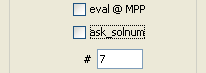 eval @ MPP
ask_solnum
# 7